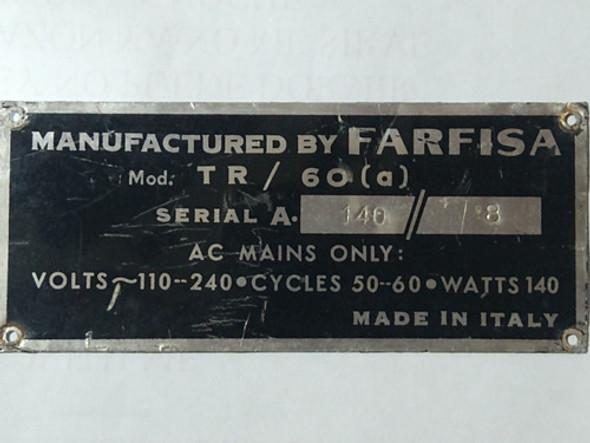 MANUFACTURED BY FARFISA
Mod. TR/60(a)
SERIAL A. 140 // 8
AC MAINS ONLY:
VOLTS~110--240•CYCLES 50--60•WATTS 140
MADE IN ITALY